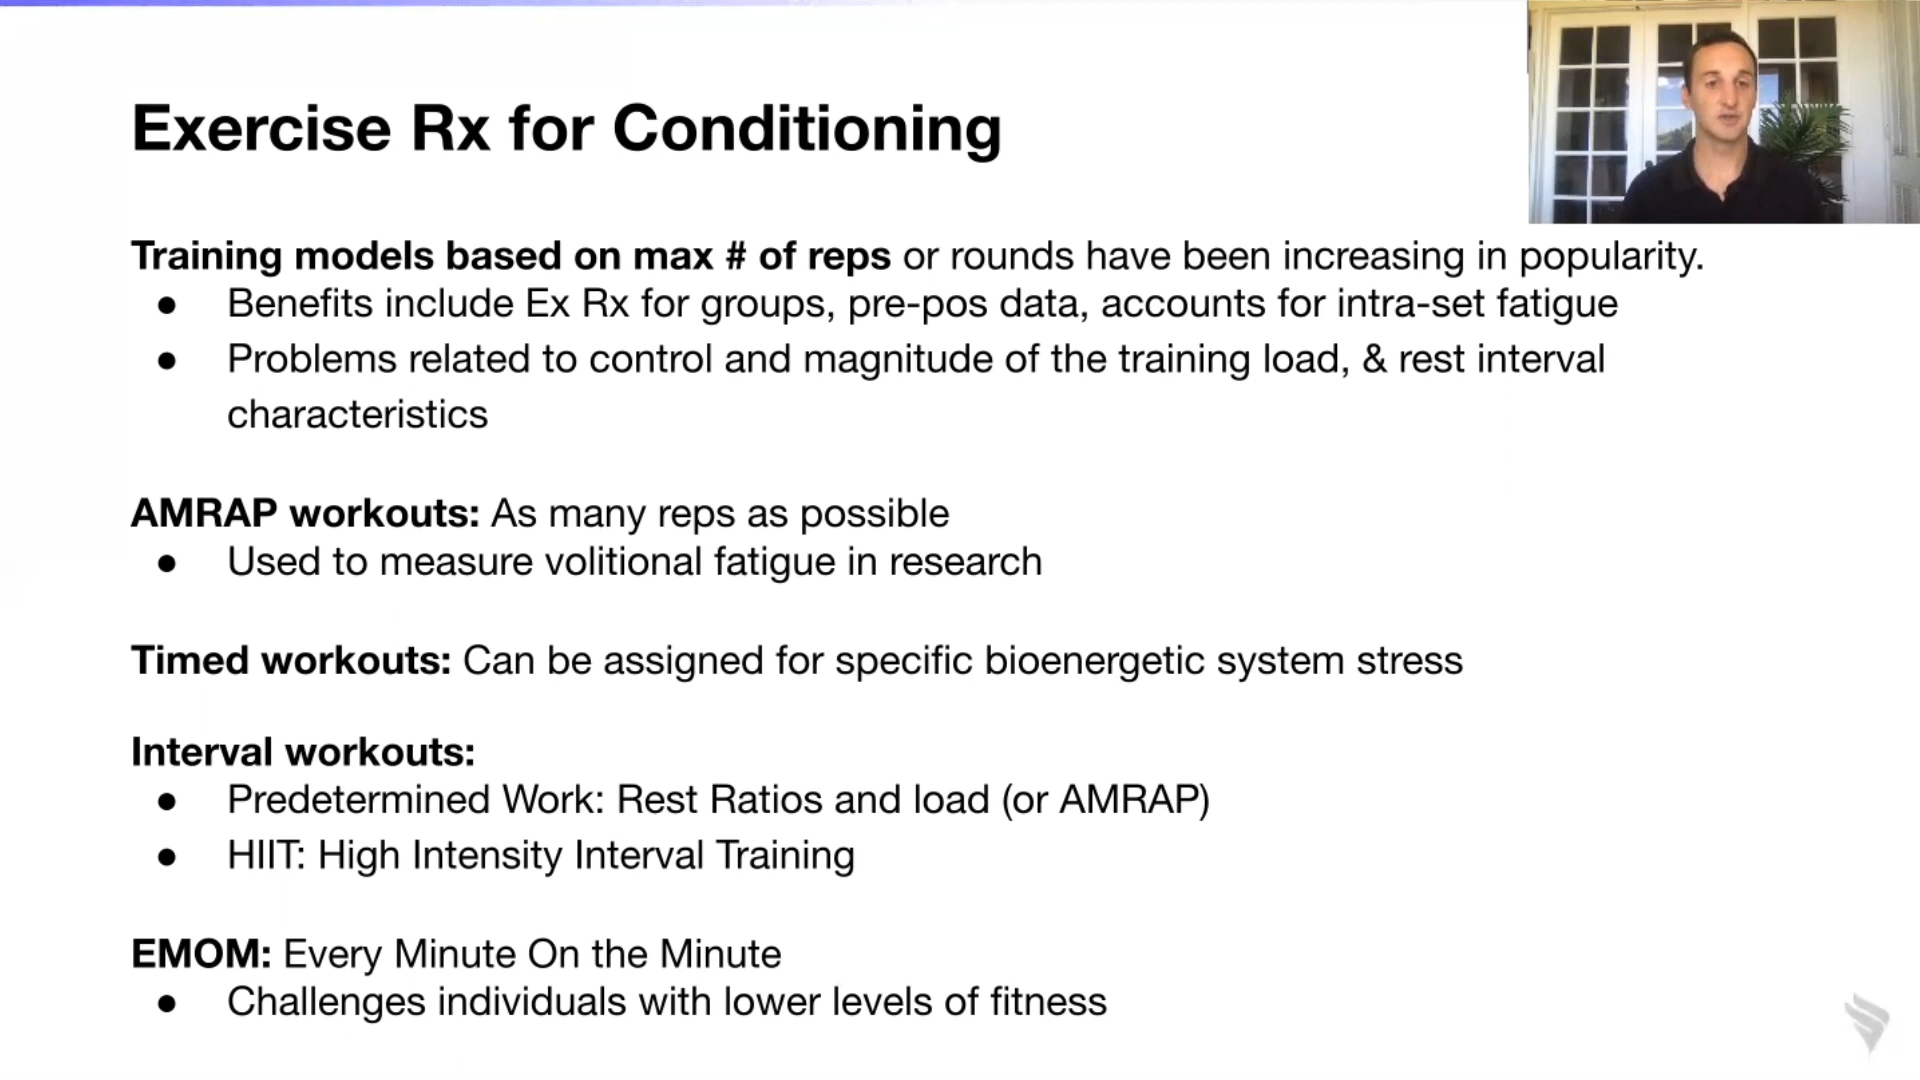 Exercise Rx for Conditioning
Training models based on max # of reps or rounds have been increasing in popularity.
● Benefits include Ex Rx for groups, pre-pos data, accounts for intra-set fatigue
● Problems related to control and magnitude of the training load, & rest interval
characteristics
AMRAP workouts: As many reps as possible
● Used to measure volitional fatigue in research
Timed workouts: Can be assigned for specific bioenergetic system stress
Interval workouts:
● Predetermined Work: Rest Ratios and load (or AMRAP)
● HIIT: High Intensity Interval Training
EMOM: Every Minute On the Minute
● Challenges individuals with lower levels of fitness